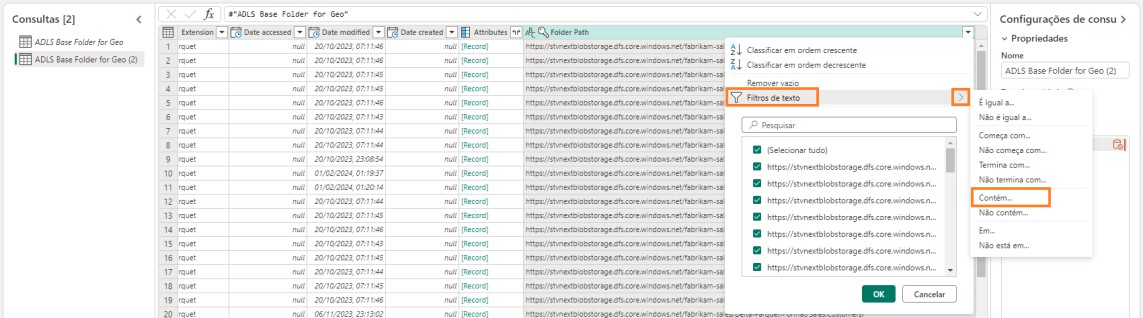 Consultas [2]
ADLS Base Folder for Geo
ADLS Base Folder for Geo (2)
fx
#"ADLS Base Folder for Geo"
Extension Date accessed Date modified Date created Attributes Folder Path
1 rquet null 20/10/2023, 07:11:46 null [Record] https://stvnextblobstorage.dfs.core.windows.net/fabrikam-sal
2 rquet null 20/10/2023, 07:11:46 null [Record] https://stvnextblobstorage.dfs.core.windows.net/fabrikam-sal
3 rquet null 20/10/2023, 07:11:45 null [Record] https://stvnextblobstorage.dfs.core.windows.net/fabrikam-sal
4 rquet null 20/10/2023, 07:11:45 null [Record] https://stvnextblobstorage.dfs.core.windows.net/fabrikam-sal
5 rquet null 20/10/2023, 07:11:46 null [Record] https://stvnextblobstorage.dfs.core.windows.net/fabrikam-sal
6 rquet null 20/10/2023, 07:11:43 null [Record] https://stvnextblobstorage.dfs.core.windows.net/fabrikam-sal
7 rquet null 20/10/2023, 07:11:44 null [Record] https://stvnextblobstorage.dfs.core.windows.net/fabrikam-sal
8 rquet null 20/10/2023, 07:11:44 null [Record] https://stvnextblobstorage.dfs.core.windows.net/fabrikam-sal
9 rquet null 20/10/2023, 23:08:54 null [Record] https://stvnextblobstorage.dfs.core.windows.net/fabrikam-sal
10 rquet null 01/02/2024, 01:19:37 null [Record] https://stvnextblobstorage.dfs.core.windows.net/fabrikam-sal
11 rquet null 01/02/2024, 01:20:14 null [Record] https://stvnextblobstorage.dfs.core.windows.net/fabrikam-sal
12 rquet null 20/10/2023, 07:11:44 null [Record] https://stvnextblobstorage.dfs.core.windows.net/fabrikam-sal
13 rquet null 20/10/2023, 07:11:45 null [Record] https://stvnextblobstorage.dfs.core.windows.net/fabrikam-sal
14 rquet null 20/10/2023, 07:11:46 null [Record] https://stvnextblobstorage.dfs.core.windows.net/fabrikam-sal
15 rquet null 20/10/2023, 07:11:43 null [Record] https://stvnextblobstorage.dfs.core.windows.net/fabrikam-sal
16 rquet null 20/10/2023, 07:11:45 null [Record] https://stvnextblobstorage.dfs.core.windows.net/fabrikam-sal
17 rquet null 20/10/2023, 07:11:44 null [Record] https://stvnextblobstorage.dfs.core.windows.net/fabrikam-sal
18 rquet null 20/10/2023, 07:11:45 null [Record] https://stvnextblobstorage.dfs.core.windows.net/fabrikam-sal
19 rquet null 20/10/2023, 07:11:46 null [Record] https://stvnextblobstorage.dfs.core.windows.net/fabrikam-sal
20 rquet null 06/11/2023, 23:13:02 null [Record]
Classificar em ordem crescente
Classificar em ordem decrescente
Remover vazio
Filtros de texto
Pesquisar
(Selecionar tudo)
https://stvnextblobstorage.dfs.core.windows.n...
https://stvnextblobstorage.dfs.core.windows.n...
https://stvnextblobstorage.dfs.core.windows.n...
https://stvnextblobstorage.dfs.core.windows.n...
https://stvnextblobstorage.dfs.core.windows.n...
https://stvnextblobstorage.dfs.core.windows.n...
https://stvnextblobstorage.dfs.core.windows.n...
OK Cancelar
É igual a...
Não é igual a...
Começa com...
Não começa com...
Termina com...
Não termina com...
Contém...
Não contém...
Em...
Não está em...
Configurações de consu
Propriedades
Nome
ADLS Base Folder for Geo (2)